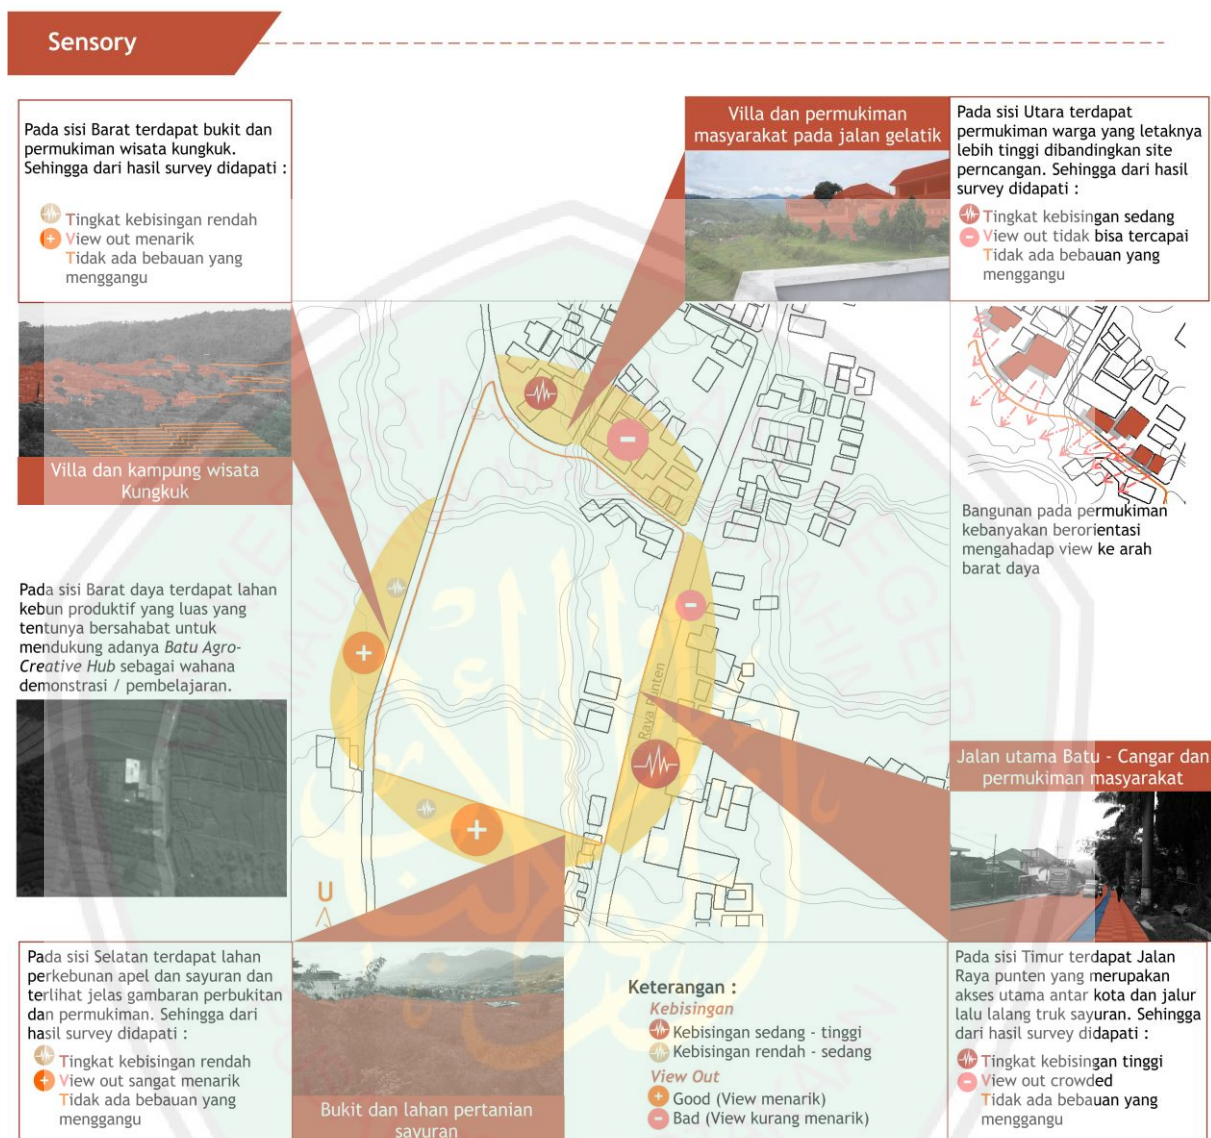 Sensory
Pada sisi Barat terdapat bukit dan
permukiman wisata kungkuk.
Sehingga dari hasil survey didapati :
Tingkat kebisingan rendah
View out menarik
Tidak ada bebauan yang
menggangu
Villa dan permukiman
masyarakat pada jalan gelatik
Pada sisi Utara terdapat
permukiman warga yang letaknya
lebih tinggi dibandingkan site
perncangan. Sehingga dari hasil
survey didapati :
Tingkat kebisingan sedang
View out tidak bisa tercapai
Tidak ada bebauan yang
menggangu
Villa dan kampung wisata
Kungkuk
Bangunan pada permukiman
kebanyakan berorientasi
mengahadap view ke arah
barat daya
Pada sisi Barat daya terdapat lahan
kebun produktif yang luas yang
tentunya bersahabat untuk
mendukung adanya Batu Agro-
Creative Hub sebagai wahana
demonstrasi / pembelajaran.
Raya punten
U
Jalan utama Batu - Cangar dan
permukiman masyarakat
Pada sisi Selatan terdapat lahan
perkebunan apel dan sayuran dan
terlihat jelas gambaran perbukitan
dan permukiman. Sehingga dari
hasil survey didapati :
Tingkat kebisingan rendah
View out sangat menarik
Tidak ada bebauan yang
menggangu
Bukit dan lahan pertanian
sayuran
Keterangan :
Kebisingan
Kebisingan sedang - tinggi
Kebisingan rendah - sedang
View Out
Good (View menarik)
Bad (View kurang menarik)
Pada sisi Timur terdapat Jalan
Raya punten yang merupakan
akses utama antar kota dan jalur
lalu lalang truk sayuran. Sehingga
dari hasil survey didapati :
Tingkat kebisingan tinggi
View out crowded
Tidak ada bebauan yang
menggangu